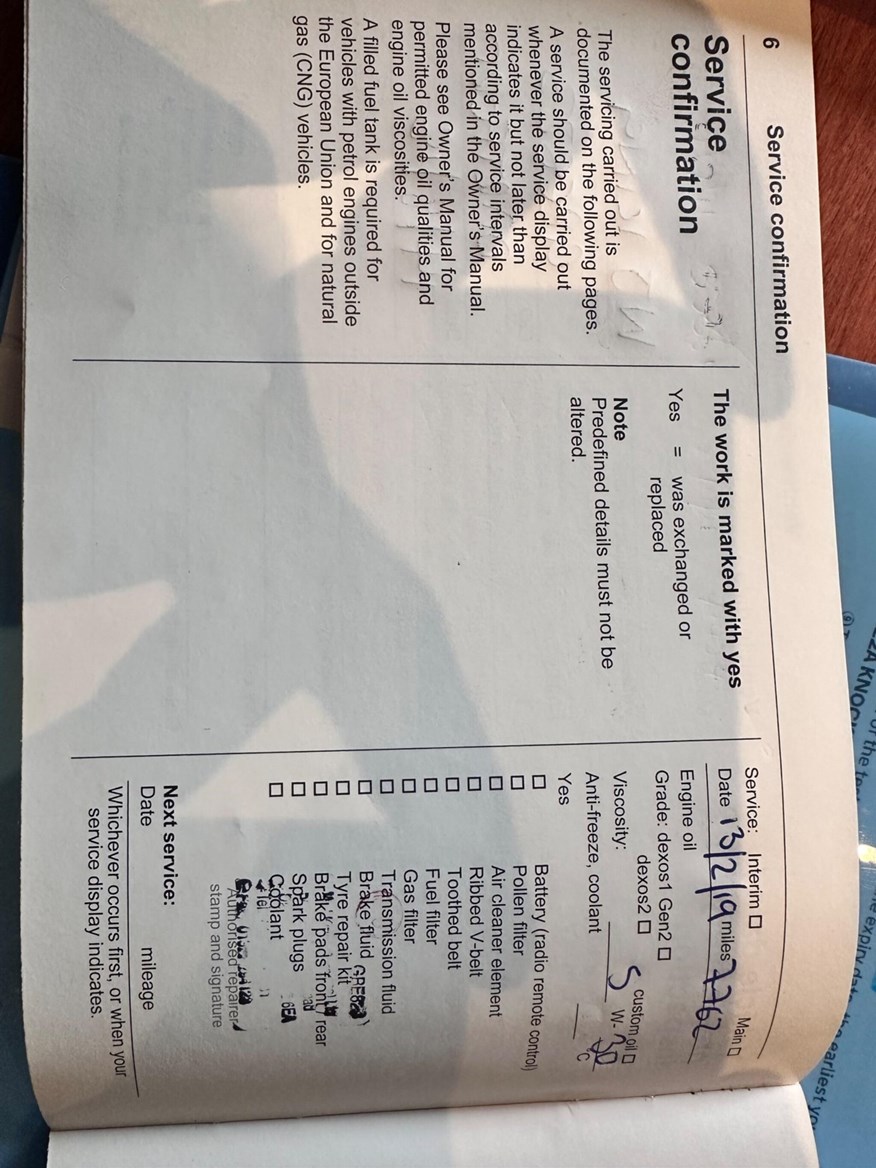 6
Service confirmation
Service
confirmation
The servicing carried out is
documented on the following pages.
A service should be carried out
whenever the service display
indicates it but not later than
according to service intervals
mentioned in the Owner's Manual.
Please see Owner's Manual for
permitted engine oil qualities and
engine oil viscosities.
A filled fuel tank is required for
vehicles with petrol engines outside
the European Union and for natural
gas (CNG) vehicles.
The work is marked with yes
Yes = was exchanged or
replaced
Note
Predefined details must not be
altered.
Service: Interim ☐ Main ☐
Date 13/2/19 miles 7762
Engine oil
Grade: dexos1 Gen2 ☐
dexos2 ☐ custom oil ☐
Viscosity: 5 W- 30
Anti-freeze, coolant °C
Yes
☐ Battery (radio remote control)
☐ Pollen filter
☐ Air cleaner element
☐ Ribbed V-belt
☐ Toothed belt
☐ Fuel filter
☐ Gas filter
☐ Transmission fluid
☐ Brake fluid
☐ Tyre repair kit
☐ Brake pads front / rear
☐ Spark plugs
☐ Coolant
6EA
Authorised repairer
stamp and signature
Next service:
Date mileage
Whichever occurs first, or when your
service display indicates.